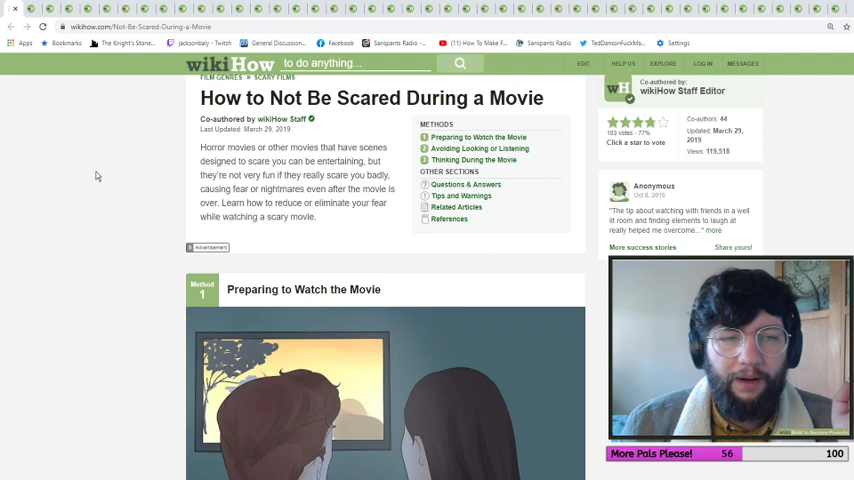 wikihow.com/Not-Be-Scared-During-a-Movie
Apps
Bookmarks
The Knight's Stone...
jacksonbaly - Twitch
General Discussion...
Facebook
Sanspants Radio -...
(11) How To Make F...
Sanspants Radio
TedDansonFuckMa...
Settings
wikiHow
to do anything...
EDIT
HELP US
EXPLORE
LOG IN
MESSAGES
FILM GENRES » SCARY FILMS
How to Not Be Scared During a Movie
Co-authored by wikiHow Staff
Last Updated: March 29, 2019
Horror movies or other movies that have scenes
designed to scare you can be entertaining, but
they're not very fun if they really scare you badly,
causing fear or nightmares even after the movie is
over. Learn how to reduce or eliminate your fear
while watching a scary movie.
METHODS
1 Preparing to Watch the Movie
2 Avoiding Looking or Listening
3 Thinking During the Movie
OTHER SECTIONS
? Questions & Answers
! Tips and Warnings
Related Articles
References
Advertisement
Method
1
Preparing to Watch the Movie
wH
Co-authored by:
wikiHow Staff Editor
103 votes - 77%
Click a star to vote
Co-authors: 44
Updated: March 29,
2019
Views: 119,518
Anonymous
Oct 8, 2016
"The tip about watching with friends in a well
lit room and finding elements to laugh at
really helped me overcome..." more
More success stories
Share yours!
More Pals Please!
56
100